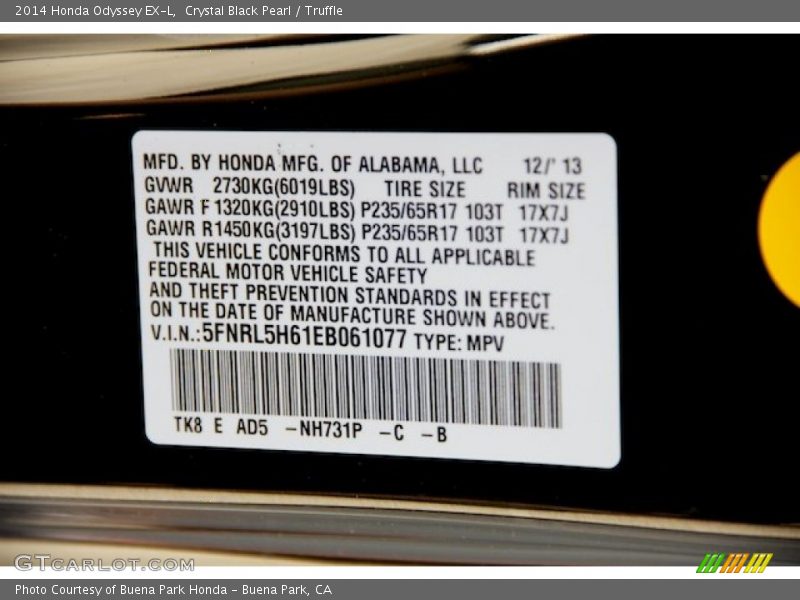 2014 Honda Odyssey EX-L,  Crystal Black Pearl / Truffle
MFD. BY HONDA MFG. OF ALABAMA, LLC 12/' 13
GVWR 2730KG(6019LBS) TIRE SIZE RIM SIZE
GAWR F 1320KG(2910LBS) P235/65R17 103T 17X7J
GAWR R1450KG(3197LBS) P235/65R17 103T 17X7J
THIS VEHICLE CONFORMS TO ALL APPLICABLE
FEDERAL MOTOR VEHICLE SAFETY
AND THEFT PREVENTION STANDARDS IN EFFECT
ON THE DATE OF MANUFACTURE SHOWN ABOVE.
V.I.N.:5FNRL5H61EB061077 TYPE: MPV
TK8 E AD5 -NH731P -C -B
GTCARLOT.COM
Photo Courtesy of Buena Park Honda - Buena Park, CA